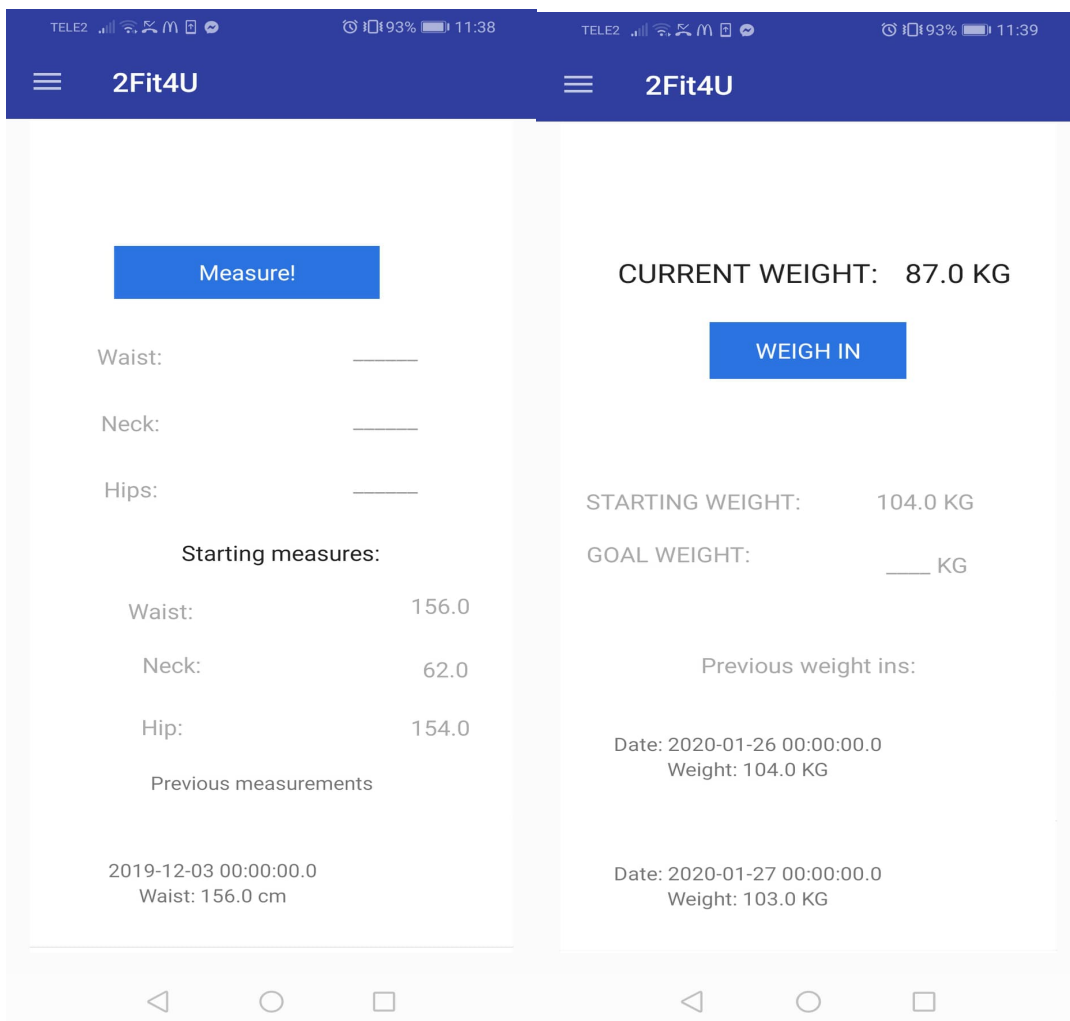 TELE2 93% 11:38
2Fit4U
Measure!
Waist: ______
Neck: ______
Hips: ______
Starting measures:
Waist: 156.0
Neck: 62.0
Hip: 154.0
Previous measurements
2019-12-03 00:00:00.0
Waist: 156.0 cm
TELE2 93% 11:39
2Fit4U
CURRENT WEIGHT: 87.0 KG
WEIGH IN
STARTING WEIGHT: 104.0 KG
GOAL WEIGHT: ____ KG
Previous weight ins:
Date: 2020-01-26 00:00:00.0
Weight: 104.0 KG
Date: 2020-01-27 00:00:00.0
Weight: 103.0 KG